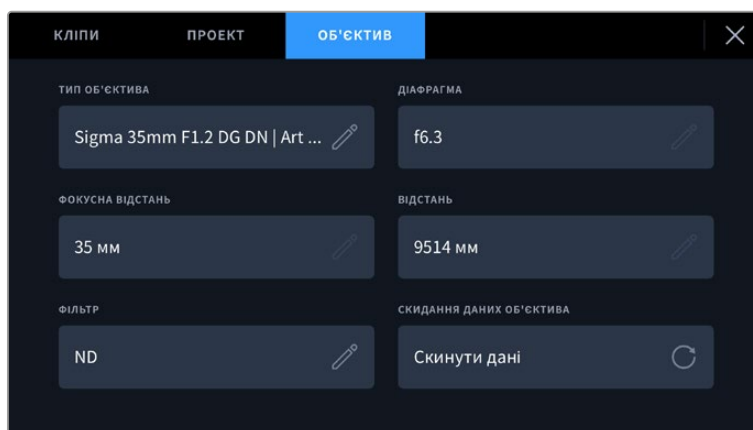 КЛІПИ ПРОЕКТ ОБ'ЄКТИВ
ТИП ОБ'ЄКТИВА ДІАФРАГМА
Sigma 35mm F1.2 DG DN | Art ... f6.3
ФОКУСНА ВІДСТАНЬ ВІДСТАНЬ
35 мм 9514 мм
ФІЛЬТР СКИДАННЯ ДАНИХ ОБ'ЄКТИВА
ND Скинути дані